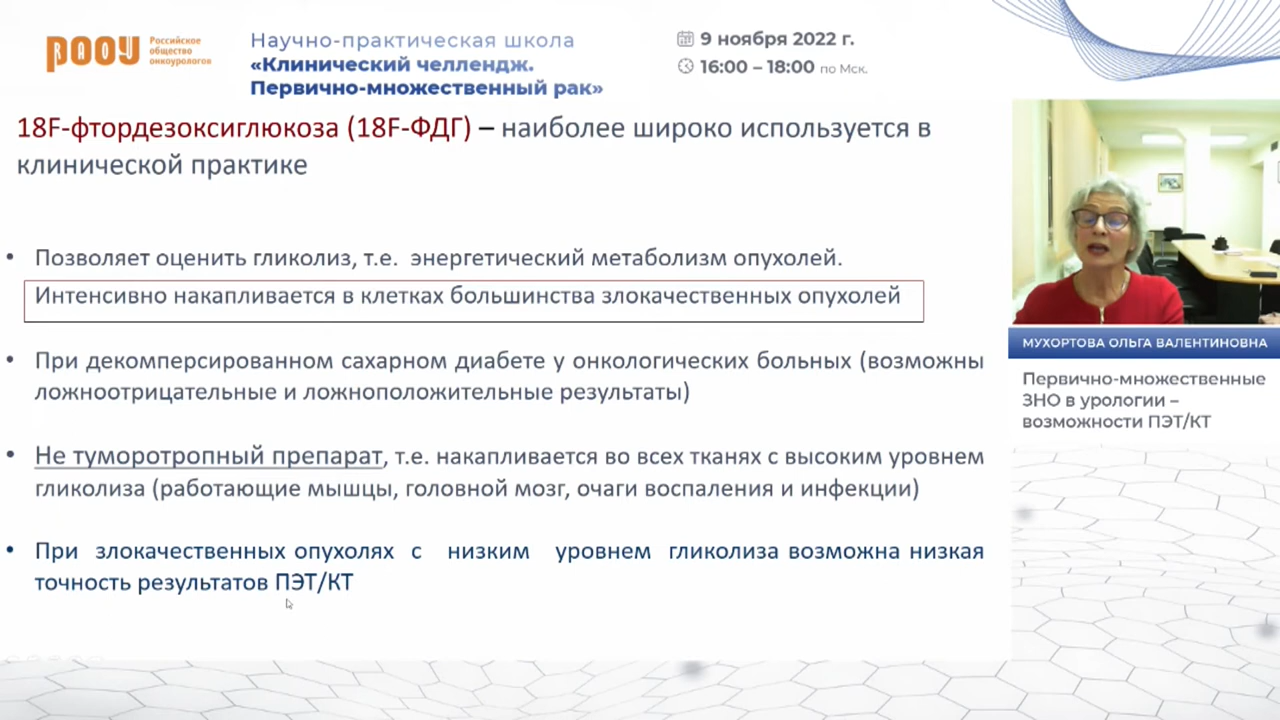 РАОУ
Российское
общество
онкоурологов
Научно-практическая школа
«Клинический челлендж.
Первично-множественный рак»
9 ноября 2022 г.
16:00 – 18:00 по Мск.
18F-фтордезоксиглюкоза (18F-ФДГ) – наиболее широко используется в
клинической практике
• Позволяет оценить гликолиз, т.е. энергетический метаболизм опухолей.
Интенсивно накапливается в клетках большинства злокачественных опухолей
• При декомперсированном сахарном диабете у онкологических больных (возможны
ложноотрицательные и ложноположительные результаты)
• Не туморотропный препарат, т.е. накапливается во всех тканях с высоким уровнем
гликолиза (работающие мышцы, головной мозг, очаги воспаления и инфекции)
• При злокачественных опухолях с низким уровнем гликолиза возможна низкая
точность результатов ПЭТ/КТ
МУХОРТОВА ОЛЬГА ВАЛЕНТИНОВНА
Первично-множественные
ЗНО в урологии –
возможности ПЭТ/КТ